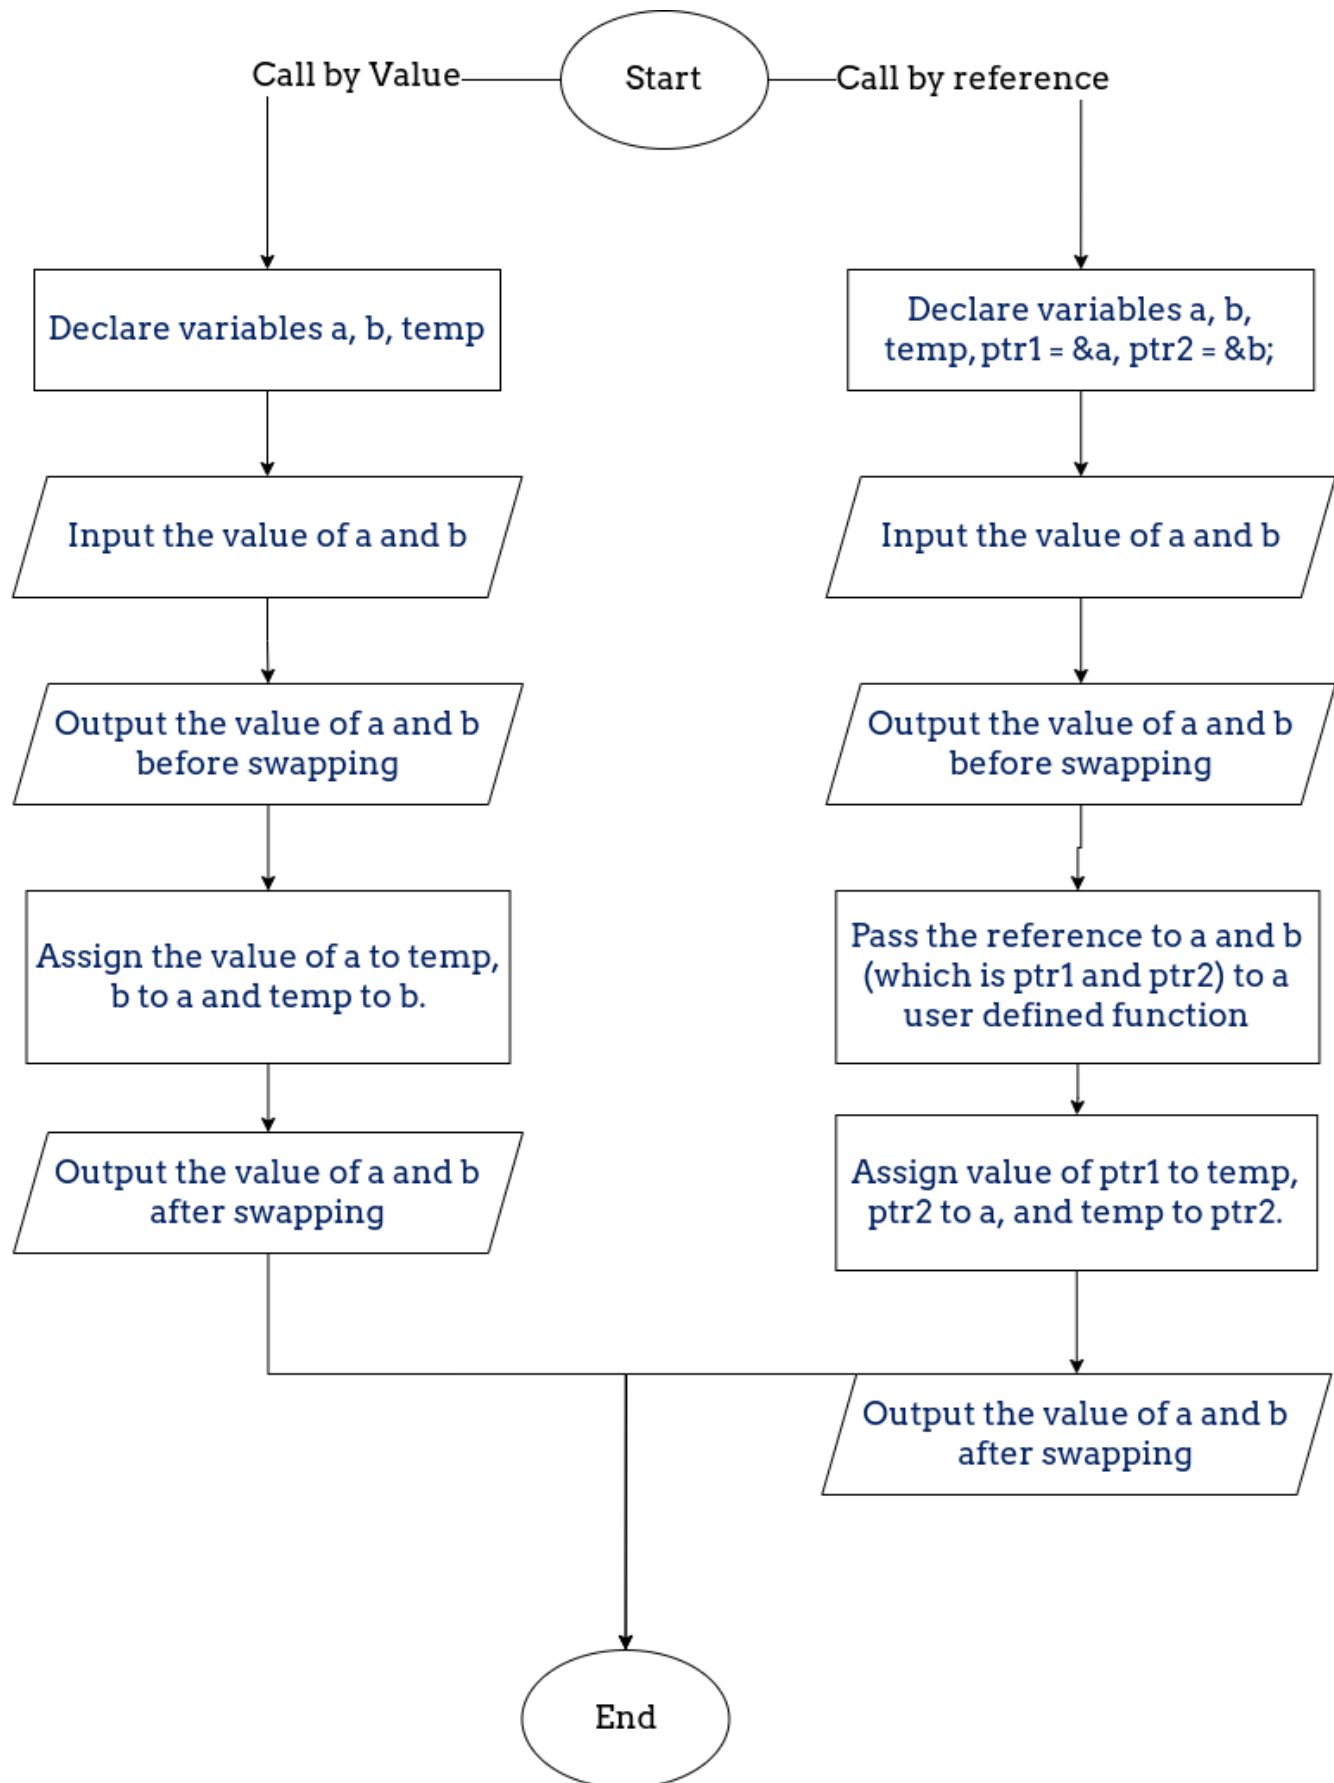 Start
Call by Value
Call by reference
Declare variables a, b, temp
Input the value of a and b
Output the value of a and b
before swapping
Assign the value of a to temp,
b to a and temp to b.
Output the value of a and b
after swapping
Declare variables a, b,
temp, ptr1 = &a, ptr2 = &b;
Input the value of a and b
Output the value of a and b
before swapping
Pass the reference to a and b
(which is ptr1 and ptr2) to a
user defined function
Assign value of ptr1 to temp,
ptr2 to a, and temp to ptr2.
Output the value of a and b
after swapping
End